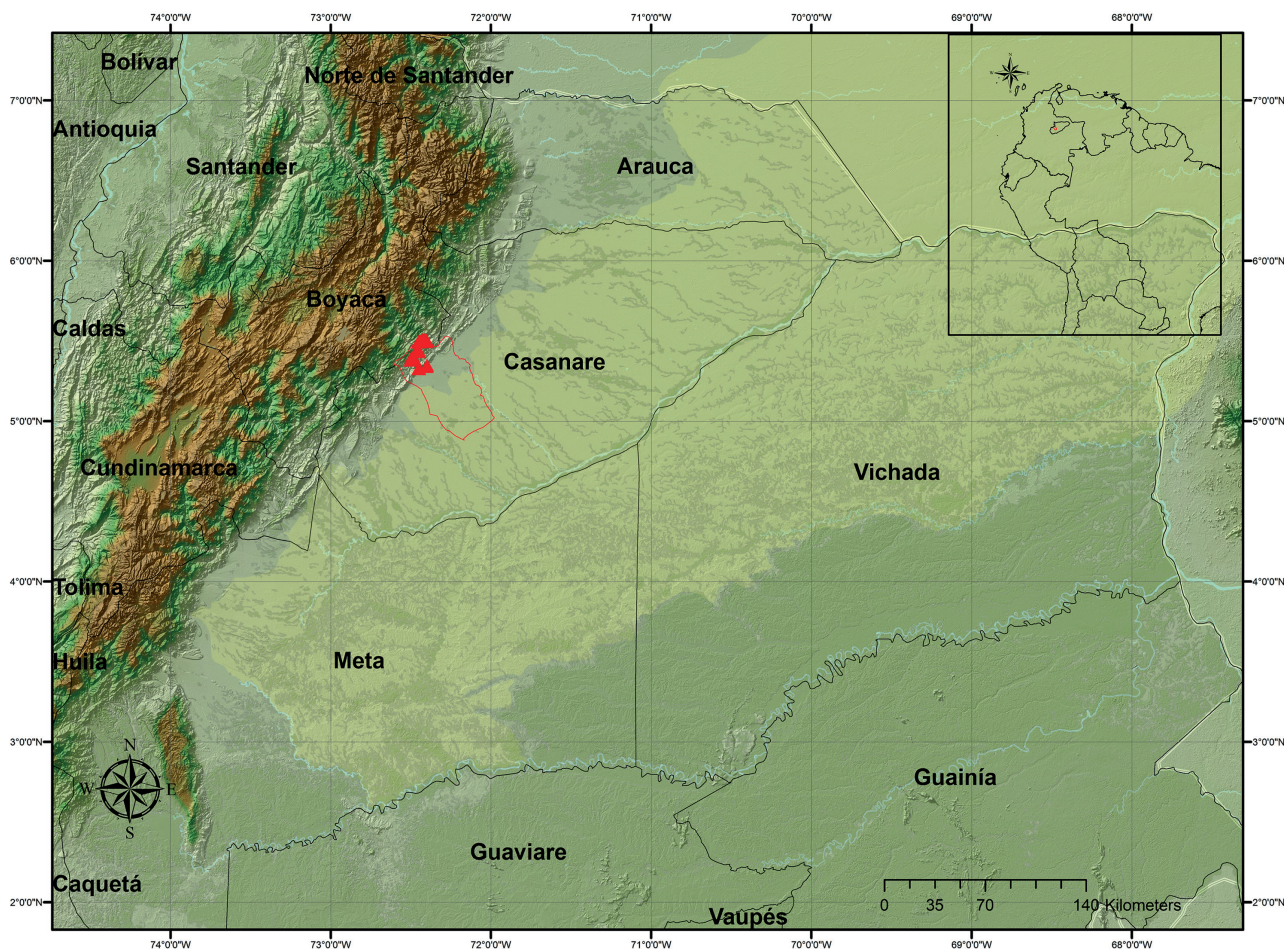 74°0'0"W 73°0'0"W 72°0'0"W 71°0'0"W 70°0'0"W 69°0'0"W 68°0'0"W
Bolívar
Norte de Santander
7°0'0"N 7°0'0"N
Antioquia
Santander
Arauca
6°0'0"N 6°0'0"N
Boyacá
Caldas
Casanare
5°0'0"N 5°0'0"N
Cundinamarca
Vichada
4°0'0"N 4°0'0"N
Tolima
Huila
Meta
3°0'0"N 3°0'0"N
N
W E
S
Guainía
Guaviare
Caquetá
0 35 70 140 Kilometers
2°0'0"N 2°0'0"N
Vaupés
74°0'0"W 73°0'0"W 72°0'0"W 71°0'0"W 70°0'0"W 69°0'0"W 68°0'0"W